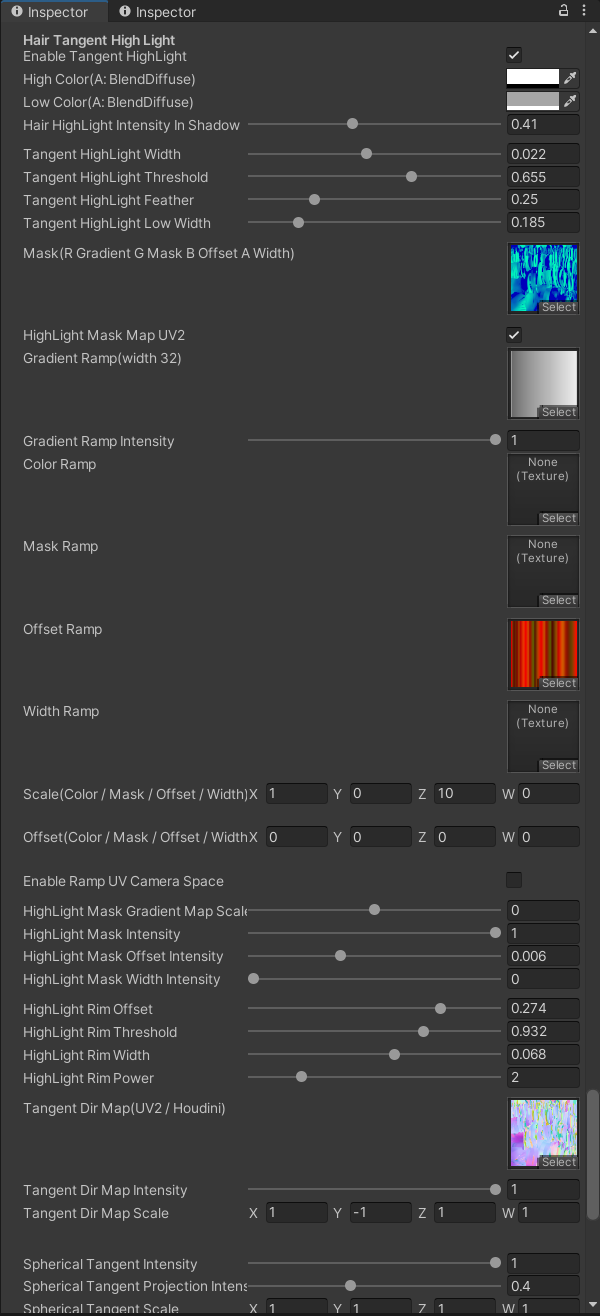 Inspector Inspector
Hair Tangent High Light
Enable Tangent HighLight
High Color(A: BlendDiffuse)
Low Color(A: BlendDiffuse)
Hair HighLight Intensity In Shadow 0.41
Tangent HighLight Width 0.022
Tangent HighLight Threshold 0.655
Tangent HighLight Feather 0.25
Tangent HighLight Low Width 0.185
Mask(R Gradient G Mask B Offset A Width)
Select
HighLight Mask Map UV2
Gradient Ramp(width 32)
Select
Gradient Ramp Intensity 1
Color Ramp None
(Texture)
Select
Mask Ramp None
(Texture)
Select
Offset Ramp
Select
Width Ramp None
(Texture)
Select
Scale(Color / Mask / Offset / Width) X 1 Y 0 Z 10 W 0
Offset(Color / Mask / Offset / Width X 0 Y 0 Z 0 W 0
Enable Ramp UV Camera Space
HighLight Mask Gradient Map Scale 0
HighLight Mask Intensity 1
HighLight Mask Offset Intensity 0.006
HighLight Mask Width Intensity 0
HighLight Rim Offset 0.274
HighLight Rim Threshold 0.932
HighLight Rim Width 0.068
HighLight Rim Power 2
Tangent Dir Map(UV2 / Houdini)
Select
Tangent Dir Map Intensity 1
Tangent Dir Map Scale X 1 Y -1 Z 1 W 1
Spherical Tangent Intensity 1
Spherical Tangent Projection Intens 0.4
Spherical Tangent Scale X 1 Y 1 Z 1 W 1